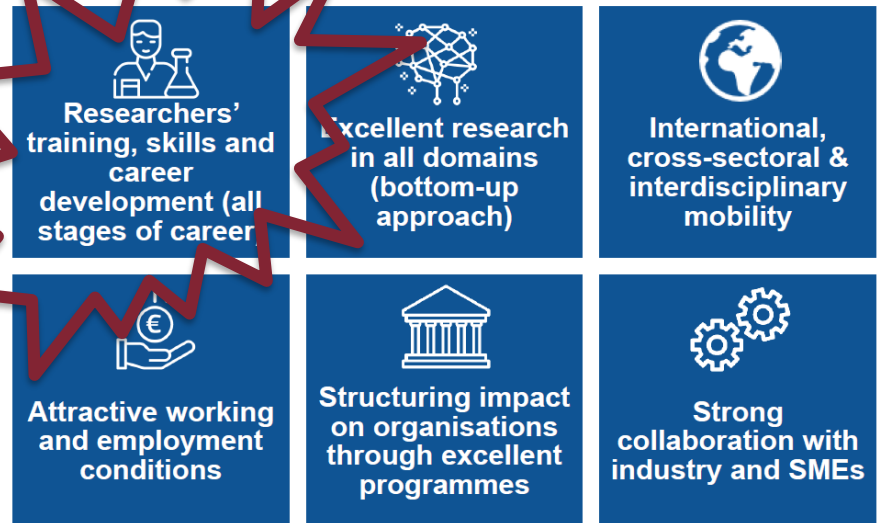 Researchers’
training, skills and
career
development (all
stages of career)
Excellent research
in all domains
(bottom-up
approach)
International,
cross-sectoral &
interdisciplinary
mobility
€
Attractive working
and employment
conditions
Structuring impact
on organisations
through excellent
programmes
Strong
collaboration with
industry and SMEs